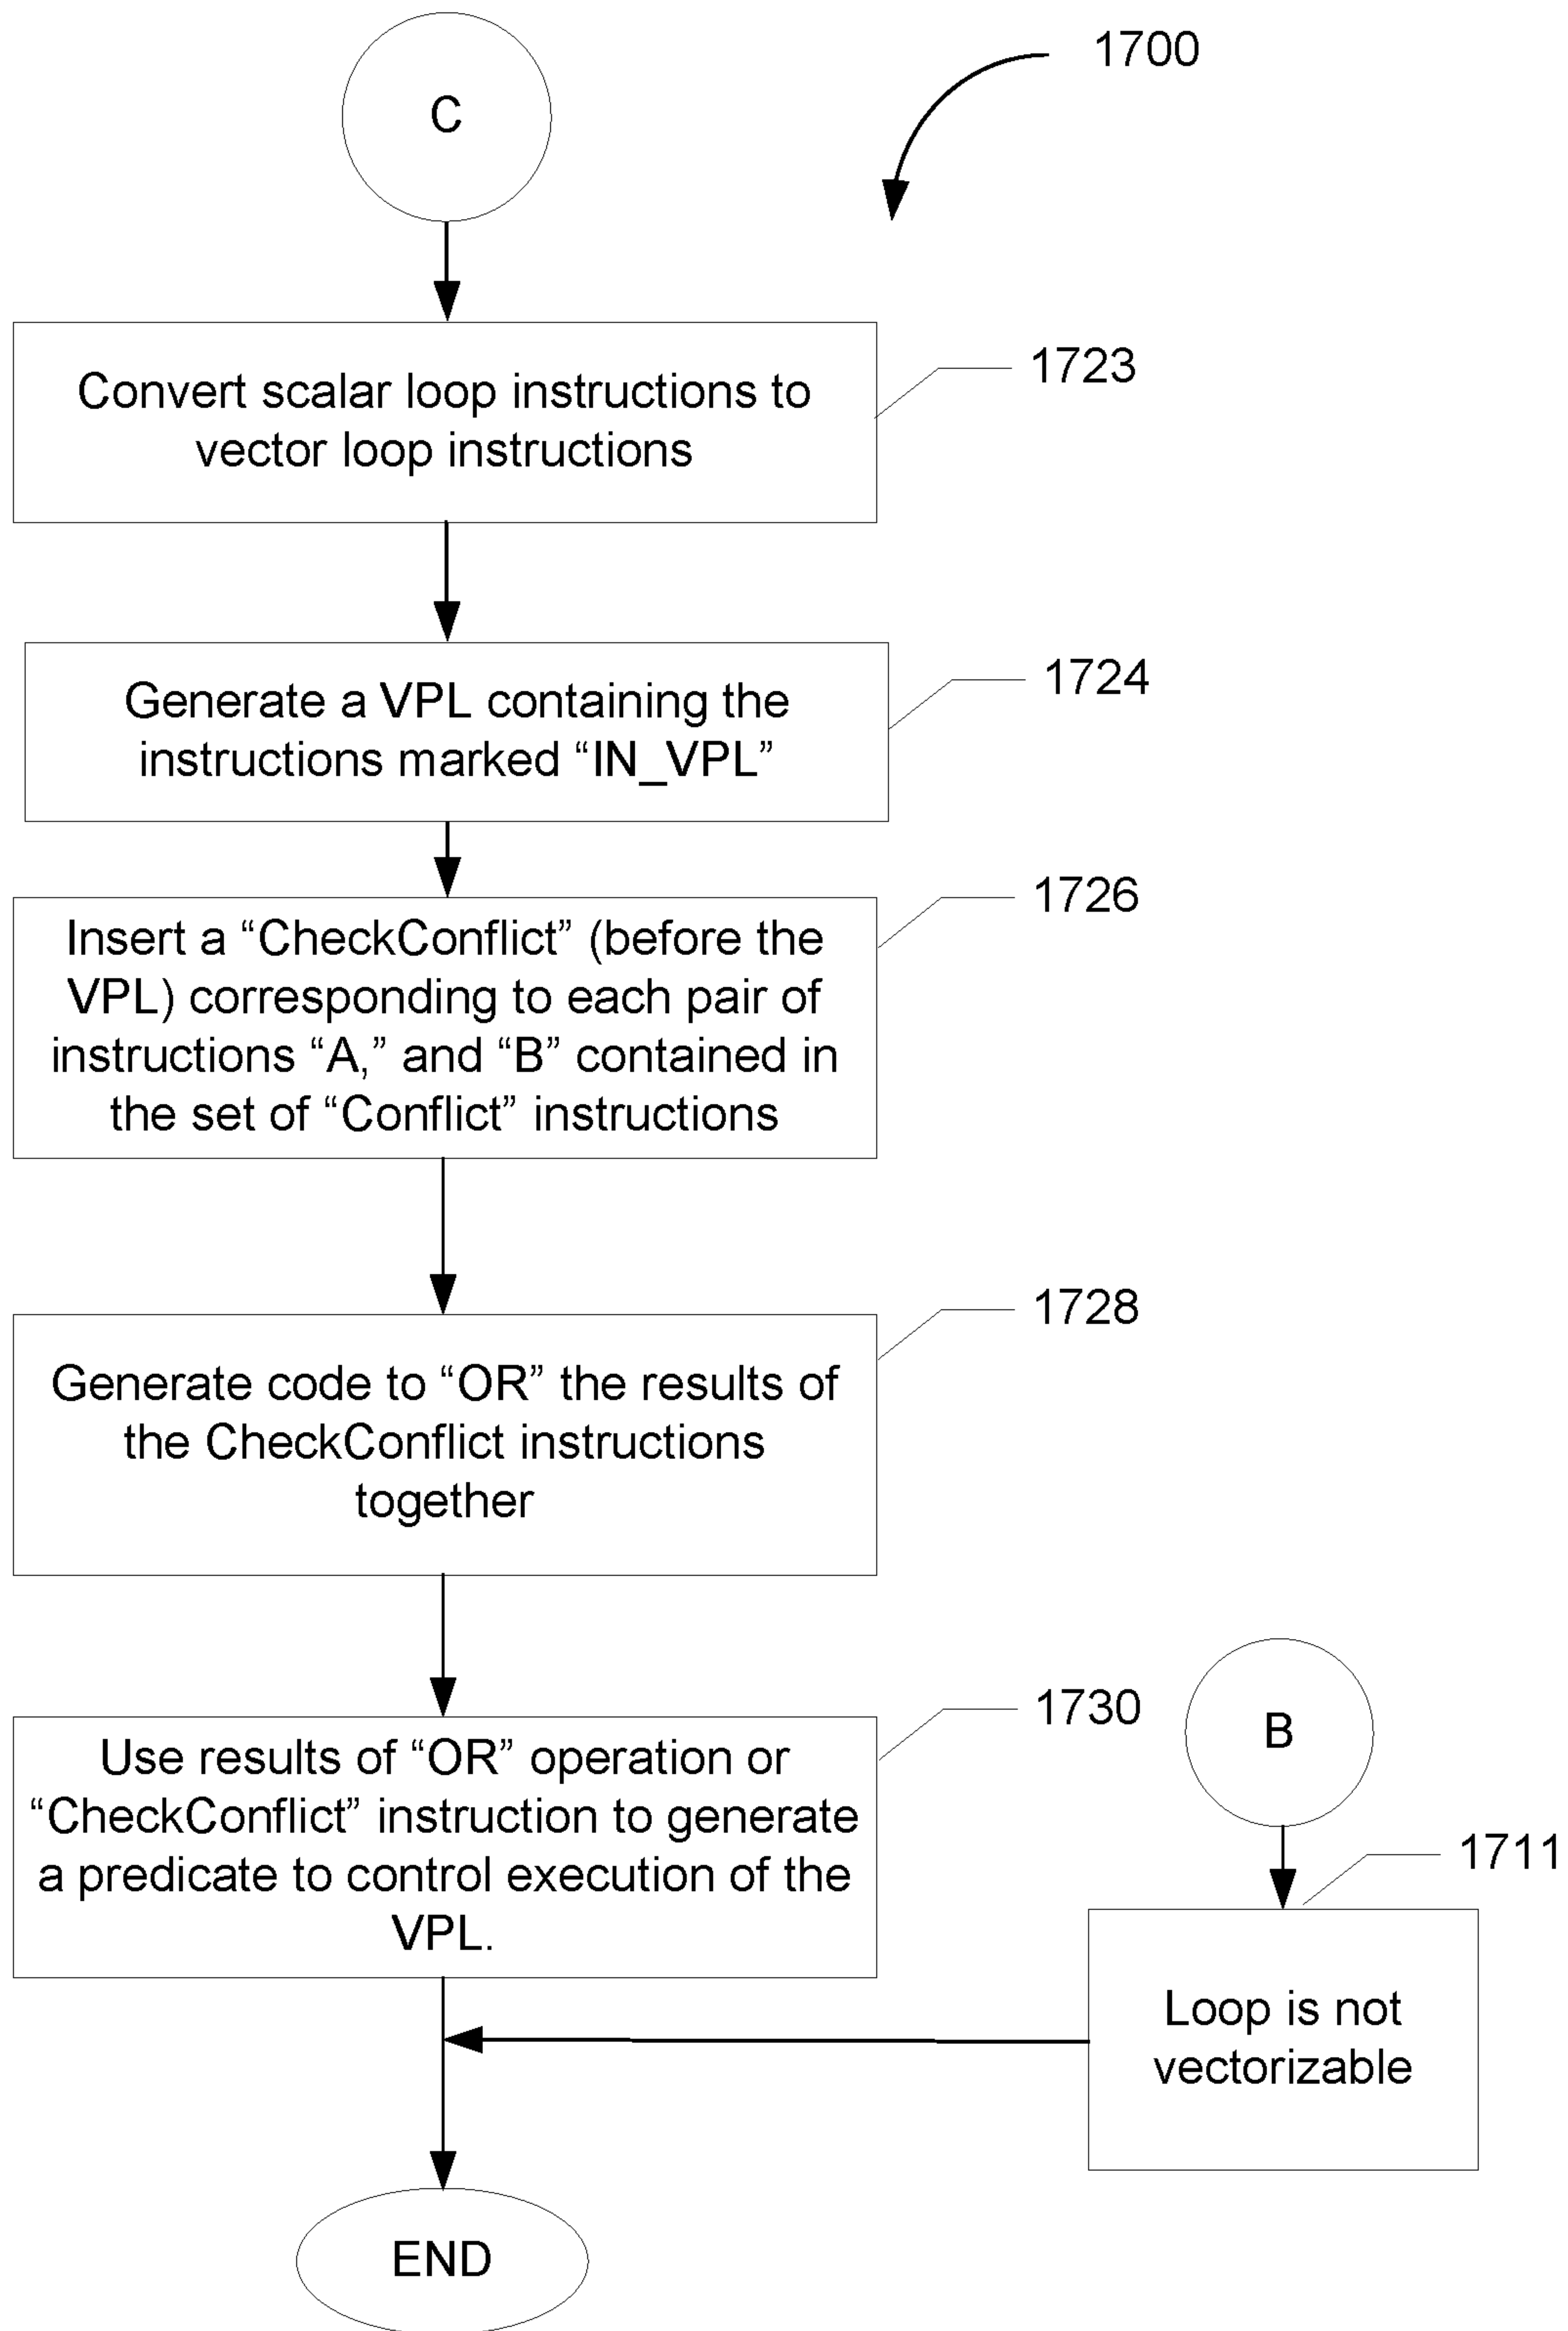 C
1700
Convert scalar loop instructions to
vector loop instructions
1723
Generate a VPL containing the
instructions marked “IN_VPL”
1724
Insert a “CheckConflict” (before the
VPL) corresponding to each pair of
instructions “A,” and “B” contained in
the set of “Conflict” instructions
1726
Generate code to “OR” the results of
the CheckConflict instructions
together
1728
Use results of “OR” operation or
“CheckConflict” instruction to generate
a predicate to control execution of the
VPL.
1730
B
1711
Loop is not
vectorizable
END